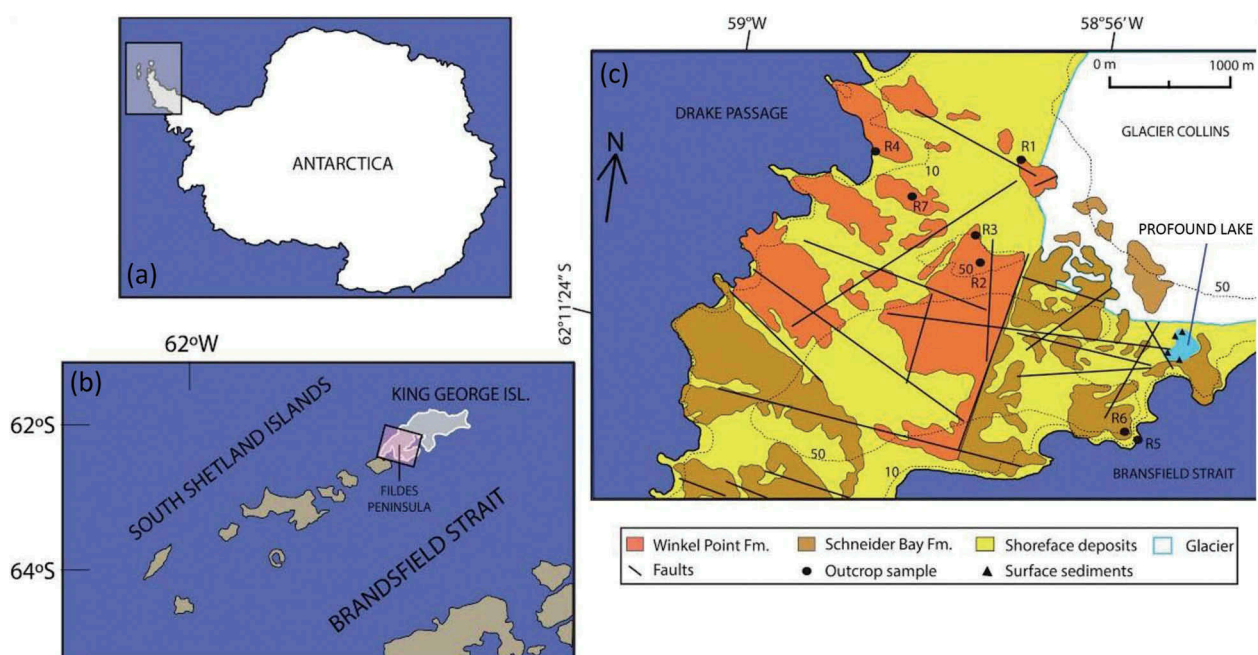 (a)
ANTARCTICA
62°W
(b)
62°S
64°S
SOUTH SHETLAND ISLANDS
KING GEORGE ISL.
FILDES
PENINSULA
BRANDSFIELD STRAIT
59°W
58°56'W
62°11'24" S
(c)
0 m 1000 m
DRAKE PASSAGE
N
GLACIER COLLINS
R4
R1
10
R7
R3
PROFOUND LAKE
50
R2
50
R6
R5
50
10
BRANSFIELD STRAIT
Winkel Point Fm. Schneider Bay Fm. Shoreface deposits Glacier
Faults Outcrop sample Surface sediments